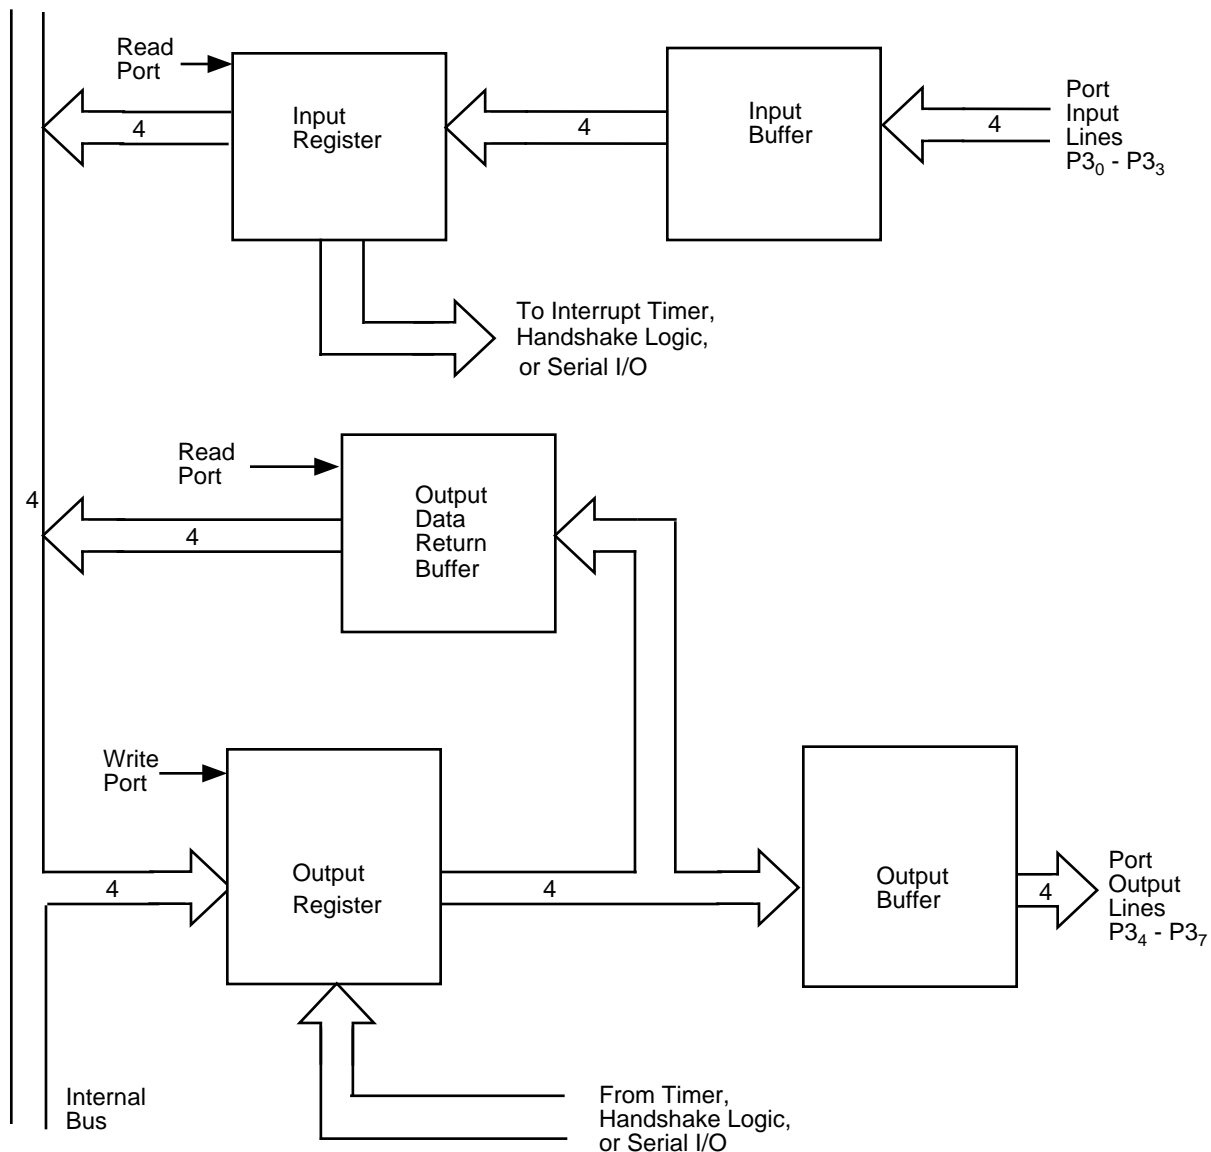 Read
Port
4
Input
Register
4
Input
Buffer
4
Port
Input
Lines
P3₀ - P3₃
To Interrupt Timer,
Handshake Logic,
or Serial I/O
Read
Port
4
4
Output
Data
Return
Buffer
Write
Port
4
Output
Register
4
Output
Buffer
4
Port
Output
Lines
P3₄ - P3₇
Internal
Bus
From Timer,
Handshake Logic,
or Serial I/O